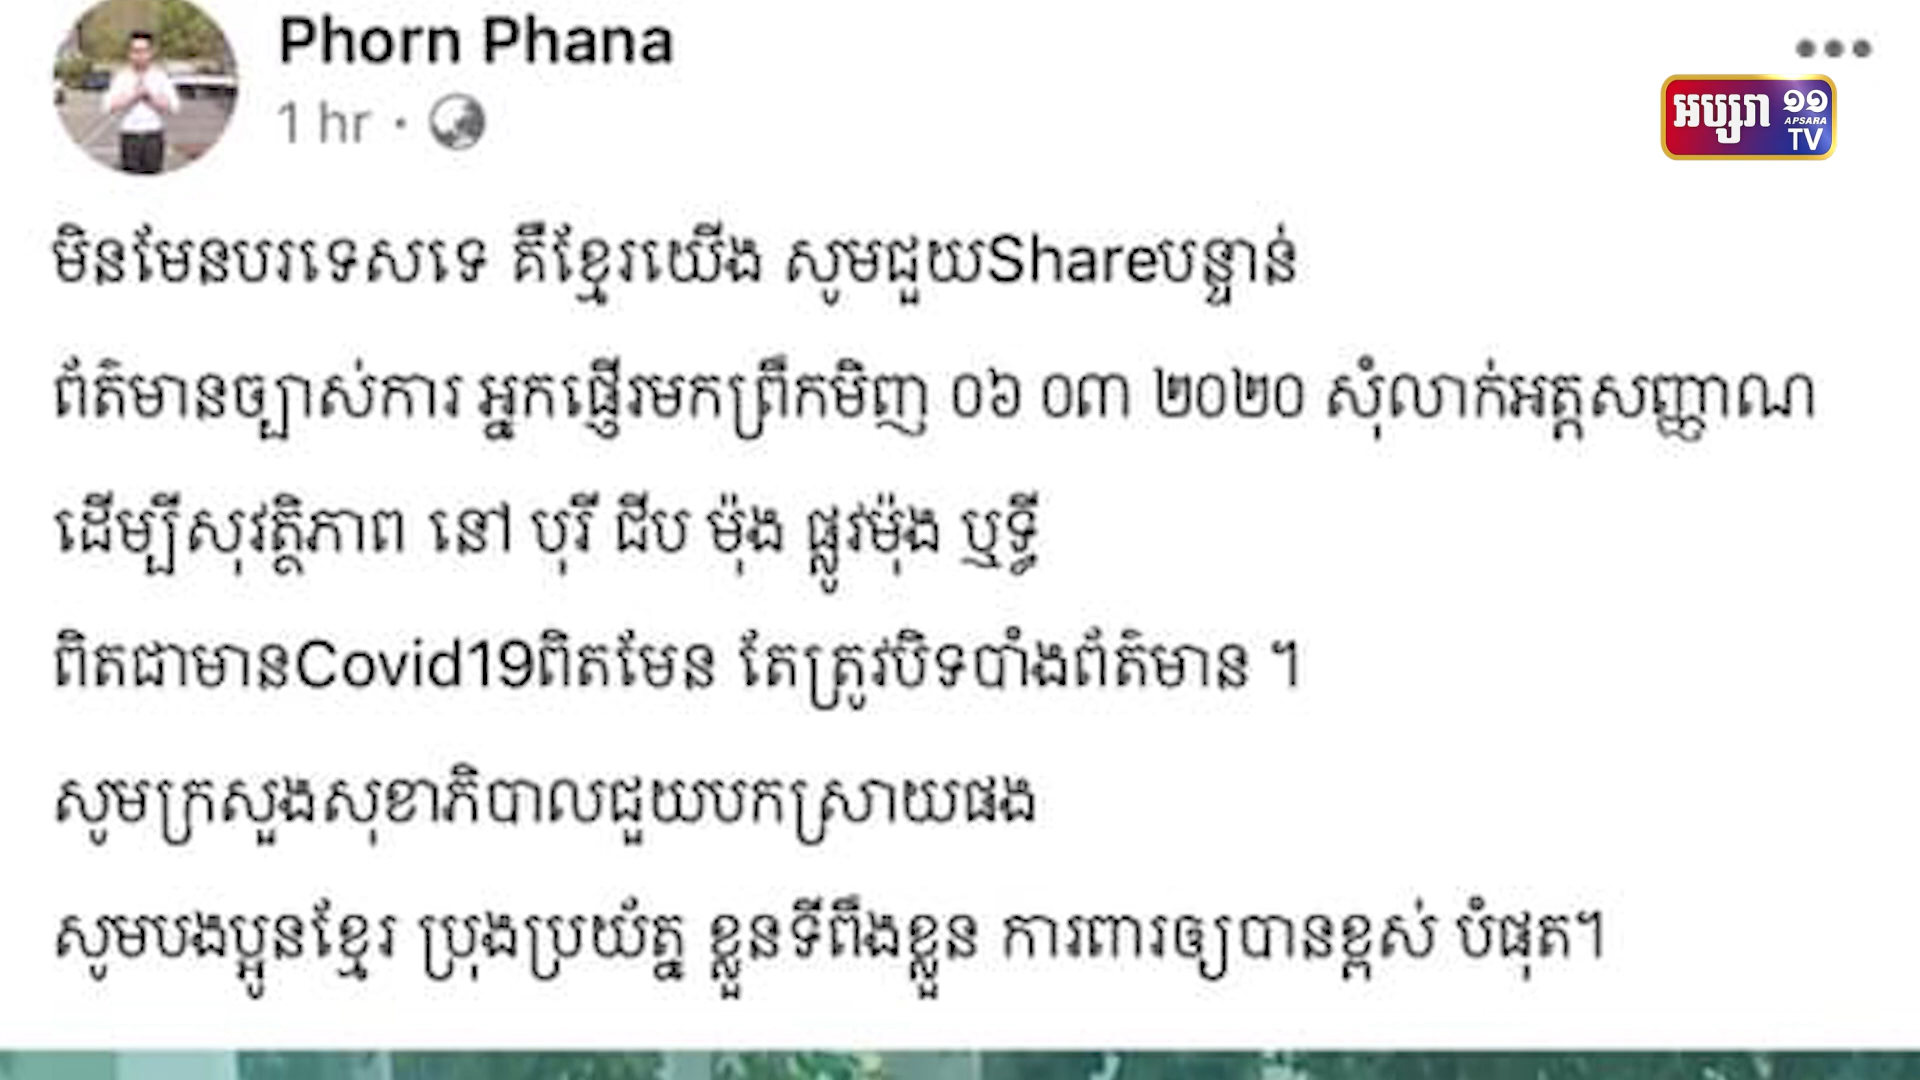 Phorn Phana
1 hr ·
អប្សរា ១១
APSARA
TV
មិនមែនបរទេសទេ គឺខ្មែរយើង សូមជួយShareបន្ទាន់
ព័ត៌មានច្បាស់ការ អ្នកផ្ញើរមកព្រឹកមិញ ០៦ ០៣ ២០២០ សុំលាក់អត្តសញ្ញាណ
ដើម្បីសុវត្ថិភាព នៅ បុរី ជីប ម៉ុង ផ្លូវម៉ុង ឬទ្ធី
ពិតជាមានCovid19ពិតមែន តែត្រូវបិទបាំងព័ត៌មាន ។
សូមក្រសួងសុខាភិបាលជួយបកស្រាយផង
សូមបងប្អូនខ្មែរ ប្រុងប្រយ័ត្ន ខ្លួនទីពឹងខ្លួន ការពារឲ្យបានខ្ពស់ បំផុត។